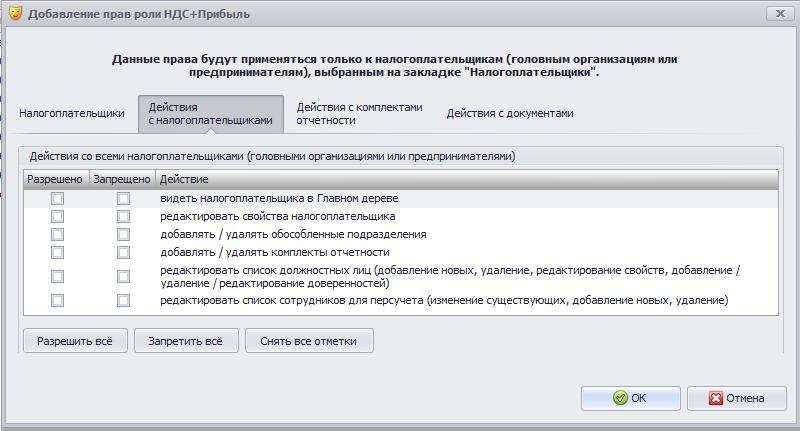 Добавление прав роли НДС+Прибыль
Данные права будут применяться только к налогоплательщикам (головным организациям или
предпринимателям), выбранным на закладке "Налогоплательщики".
Налогоплательщики
Действия
с налогоплательщиками
Действия с комплектами
отчетности
Действия с документами
Действия со всеми налогоплательщиками (головными организациями или предпринимателями)
Разрешено Запрещено Действие
видеть налогоплательщика в Главном дереве
редактировать свойства налогоплательщика
добавлять / удалять обособленные подразделения
добавлять / удалять комплекты отчетности
редактировать список должностных лиц (добавление новых, удаление, редактирование свойств, добавление /
удаление / редактирование доверенностей)
редактировать список сотрудников для персучета (изменение существующих, добавление новых, удаление)
Разрешить всё Запретить всё Снять все отметки
ОК Отмена